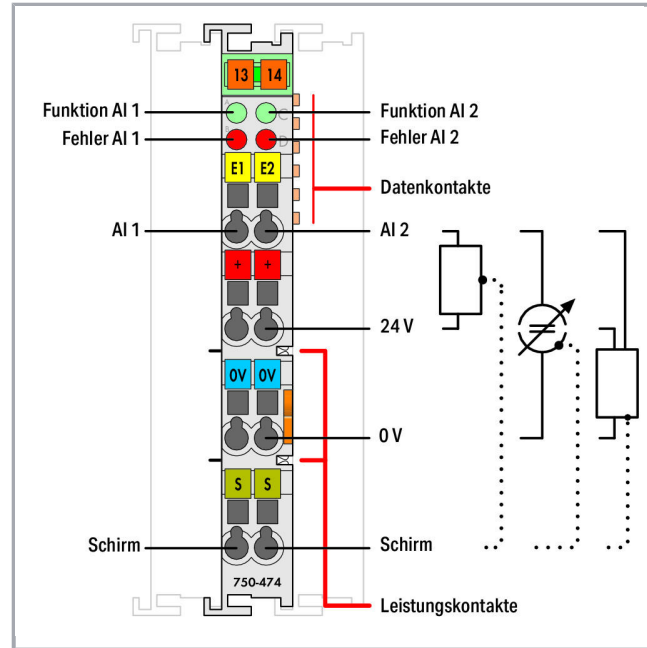 13 14
A C
Funktion AI 1
Funktion AI 2
Fehler AI 1
D
Fehler AI 2
E1 E2
Datenkontakte
AI 1
AI 2
+ +
24 V
0V 0V
0 V
S S
Schirm
Schirm
750-474
Leistungskontakte